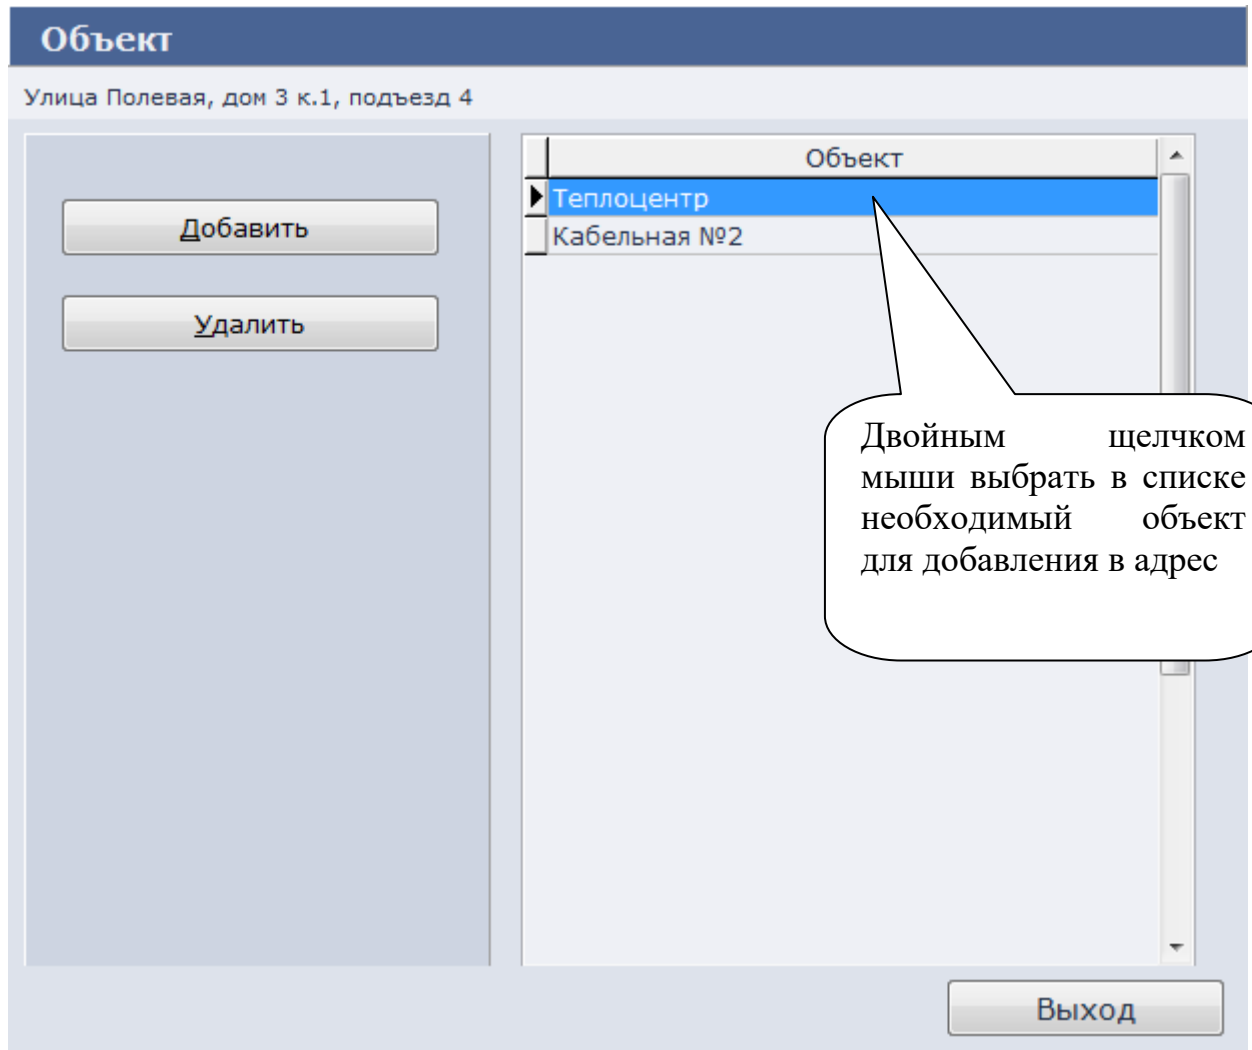 Объект
Улица Полевая, дом 3 к.1, подъезд 4
Добавить
Удалить
Объект
Теплоцентр
Кабельная №2
Двойным щелчком
мыши выбрать в списке
необходимый объект
для добавления в адрес
Выход